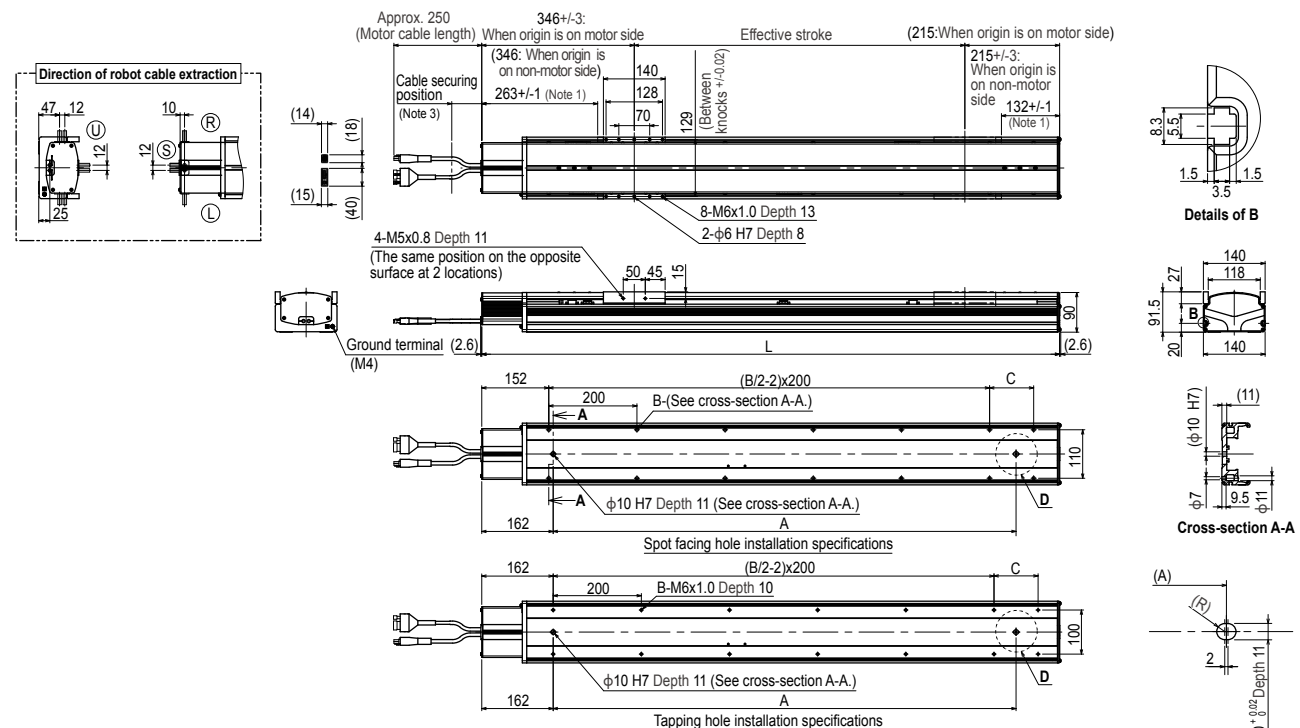 Approx. 250
(Motor cable length)
346+/-3:
When origin is on motor side
(346: When origin is
on non-motor side)
Effective stroke
(215:When origin is on motor side)
215+/-3:
When origin is
on non-motor
side
Direction of robot cable extraction
47
12
U
10
R
12
S
12
25
L
(14)
(18)
(15)
(40)
Cable securing
position
(Note 3)
263+/-1 (Note 1)
140
128
70
129
(Between
knocks +/-0.02)
132+/-1
(Note 1)
8.3
5.5
1.5
3.5
1.5
Details of B
8-M6x1.0 Depth 13
2-φ6 H7 Depth 8
4-M5x0.8 Depth 11
(The same position on the opposite
surface at 2 locations)
50
45
15
90
Ground terminal
(M4)
(2.6)
L
(2.6)
140
118
27
91.5
B
20
140
152
(B/2-2)x200
C
200
B-(See cross-section A-A.)
A
110
A
φ10 H7 Depth 11 (See cross-section A-A.)
D
162
A
Spot facing hole installation specifications
(11)
(φ10 H7)
φ7
9.5
φ11
Cross-section A-A
162
(B/2-2)x200
C
200
B-M6x1.0 Depth 10
100
φ10 H7 Depth 11 (See cross-section A-A.)
D
162
A
Tapping hole installation specifications
(A)
(R)
2
+0.02
0
Depth 11